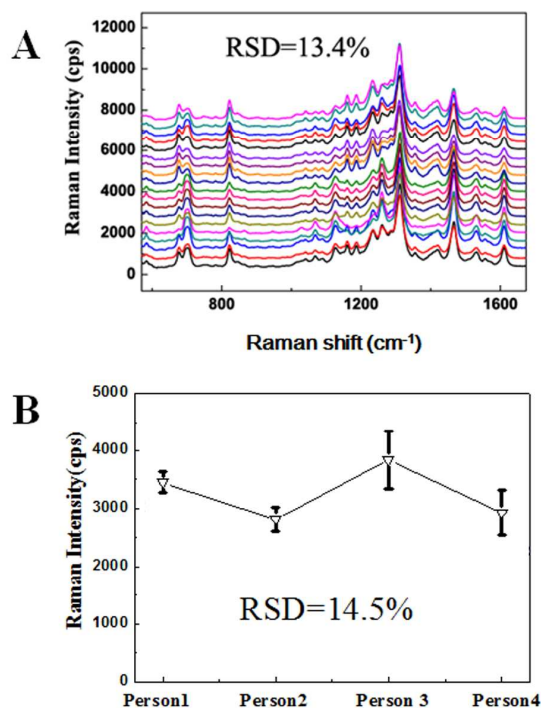 A
RSD=13.4%
Raman Intensity (cps)
12000
10000
8000
6000
4000
2000
0
800
1200
1600
Raman shift (cm-1)
B
Raman Intensity(cps)
5000
4000
3000
2000
1000
0
RSD=14.5%
Person1
Person2
Person 3
Person4